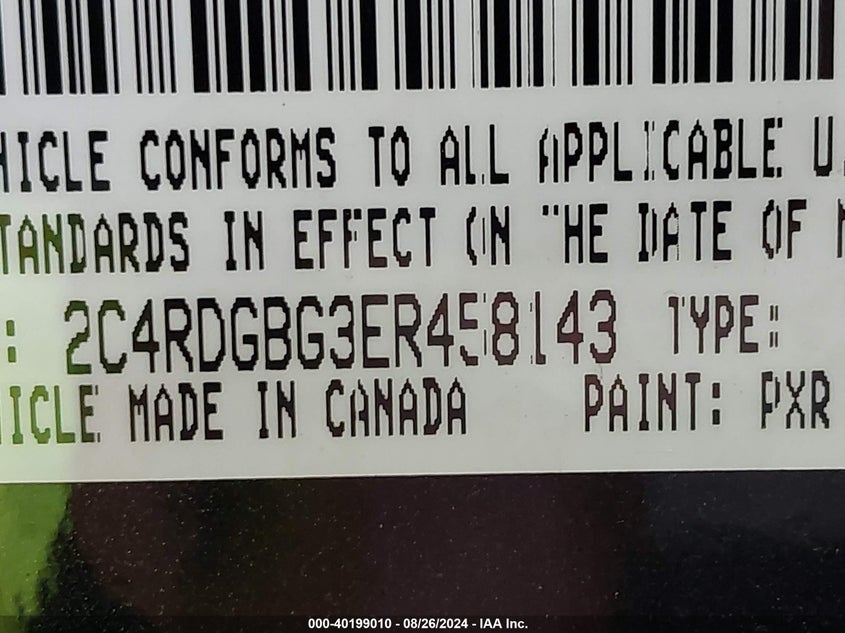 HICLE CONFORMS TO ALL APPLICABLE U.
TANDARDS IN EFFECT ON THE DATE OF M
: 2C4RDGBG3ER458143 TYPE:
ICLE MADE IN CANADA PAINT: PXR
000-40199010 - 08/26/2024 - IAA Inc.